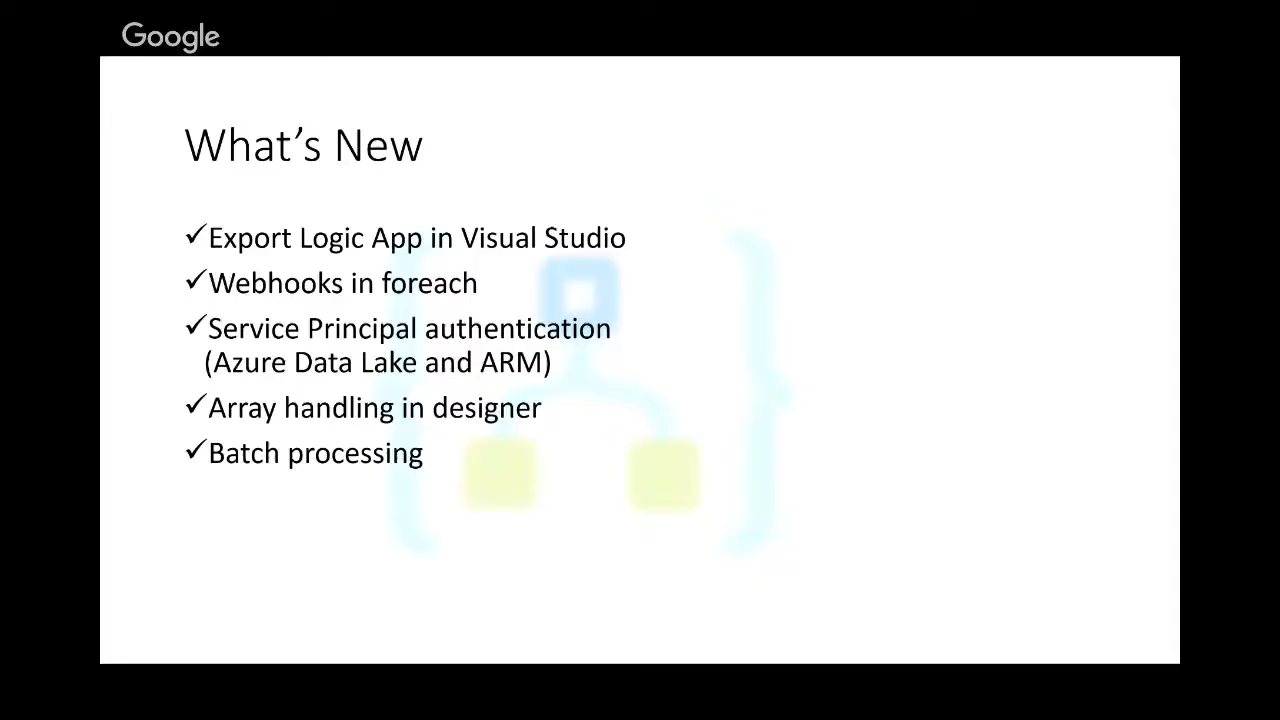 Google
What's New
✓Export Logic App in Visual Studio
✓Webhooks in foreach
✓Service Principal authentication
(Azure Data Lake and ARM)
✓Array handling in designer
✓Batch processing